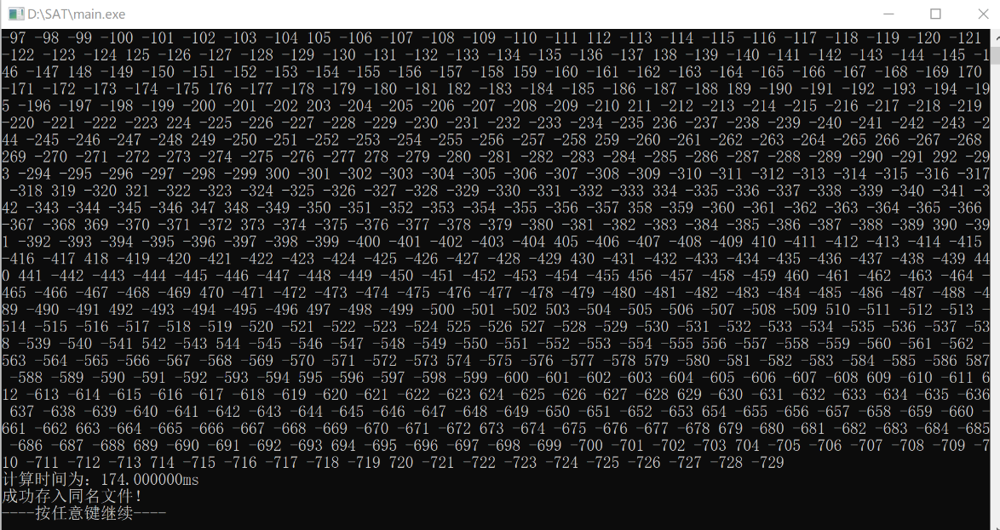 D:\SAT\main.exe
-97 -98 -99 -100 -101 -102 -103 -104 105 -106 -107 -108 -109 -110 -111 112 -113 -114 -115 -116 -117 -118 -119 -120 -121
-122 -123 -124 125 -126 -127 -128 -129 -130 -131 -132 -133 -134 -135 -136 -137 138 -139 -140 -141 -142 -143 -144 -145 -1
46 -147 148 -149 -150 -151 -152 -153 -154 -155 -156 -157 -158 159 -160 -161 -162 -163 -164 -165 -166 -167 -168 -169 170
-171 -172 -173 -174 -175 176 -177 -178 -179 -180 -181 182 -183 -184 -185 -186 -187 -188 189 -190 -191 -192 -193 -194 -19
5 -196 -197 -198 -199 -200 -201 -202 203 -204 -205 -206 -207 -208 -209 -210 211 -212 -213 -214 -215 -216 -217 -218 -219
-220 -221 -222 -223 224 -225 -226 -227 -228 -229 -230 -231 -232 -233 -234 -235 236 -237 -238 -239 -240 -241 -242 -243 -2
44 -245 -246 -247 -248 249 -250 -251 -252 -253 -254 -255 -256 -257 -258 259 -260 -261 -262 -263 -264 -265 266 -267 -268
269 -270 -271 -272 -273 -274 -275 -276 -277 278 -279 -280 -281 -282 -283 -284 -285 -286 -287 -288 -289 -290 -291 292 -29
3 -294 -295 -296 -297 -298 -299 300 -301 -302 -303 -304 -305 -306 -307 -308 -309 -310 -311 -312 -313 -314 -315 -316 -317
-318 319 -320 321 -322 -323 -324 -325 -326 -327 -328 -329 -330 -331 -332 -333 334 -335 -336 -337 -338 -339 -340 -341 -3
42 -343 -344 -345 -346 347 348 -349 -350 -351 -352 -353 -354 -355 -356 -357 358 -359 -360 -361 -362 -363 -364 -365 -366
-367 -368 369 -370 -371 -372 373 -374 -375 -376 -377 -378 -379 -380 -381 -382 -383 -384 -385 -386 -387 -388 -389 390 -39
1 -392 -393 -394 -395 -396 -397 -398 -399 -400 -401 -402 -403 -404 405 -406 -407 -408 -409 410 -411 -412 -413 -414 -415
-416 -417 418 -419 -420 -421 -422 -423 -424 -425 -426 -427 -428 -429 430 -431 -432 -433 -434 -435 -436 -437 -438 -439 44
0 441 -442 -443 -444 -445 -446 -447 -448 -449 -450 -451 -452 -453 -454 -455 456 -457 -458 -459 460 -461 -462 -463 -464 -
465 -466 -467 -468 -469 470 -471 -472 -473 -474 -475 -476 -477 -478 -479 -480 -481 482 -483 -484 -485 -486 -487 -488 -4
89 -490 -491 492 -493 -494 -495 -496 497 -498 -499 -500 -501 -502 503 -504 -505 -506 -507 -508 -509 510 -511 -512 -513 -
514 -515 -516 -517 -518 -519 -520 -521 -522 -523 -524 525 -526 527 -528 -529 -530 -531 -532 -533 -534 -535 -536 -537 -53
8 -539 -540 -541 542 -543 544 -545 -546 -547 -548 -549 -550 -551 -552 -553 -554 -555 556 -557 -558 -559 -560 -561 -562 -
563 -564 -565 -566 -567 -568 -569 -570 -571 -572 -573 574 -575 -576 -577 -578 579 -580 -581 -582 -583 -584 -585 -586 587
-588 -589 -590 -591 -592 -593 -594 595 -596 -597 -598 -599 -600 -601 -602 -603 -604 -605 -606 -607 -608 609 -610 -611 6
12 -613 -614 -615 -616 -617 -618 -619 -620 -621 -622 -623 624 -625 -626 -627 -628 629 -630 -631 -632 -633 -634 -635 -636
637 -638 -639 -640 -641 -642 -643 -644 -645 -646 -647 -648 -649 -650 -651 -652 -653 654 -655 -656 -657 -658 -659 -660 -
661 -662 663 -664 -665 -666 -667 -668 -669 -670 -671 -672 -673 -674 -675 -676 -677 -678 679 -680 -681 -682 -683 -684 -685
-686 -687 -688 689 -690 -691 -692 -693 694 -695 -696 -697 -698 -699 -700 -701 -702 -703 704 -705 -706 -707 -708 -709 -7
10 -711 -712 -713 714 -715 -716 -717 -718 -719 720 -721 -722 -723 -724 -725 -726 -727 -728 -729
计算时间为：174.000000ms
成功存入同名文件！
----按任意键继续----